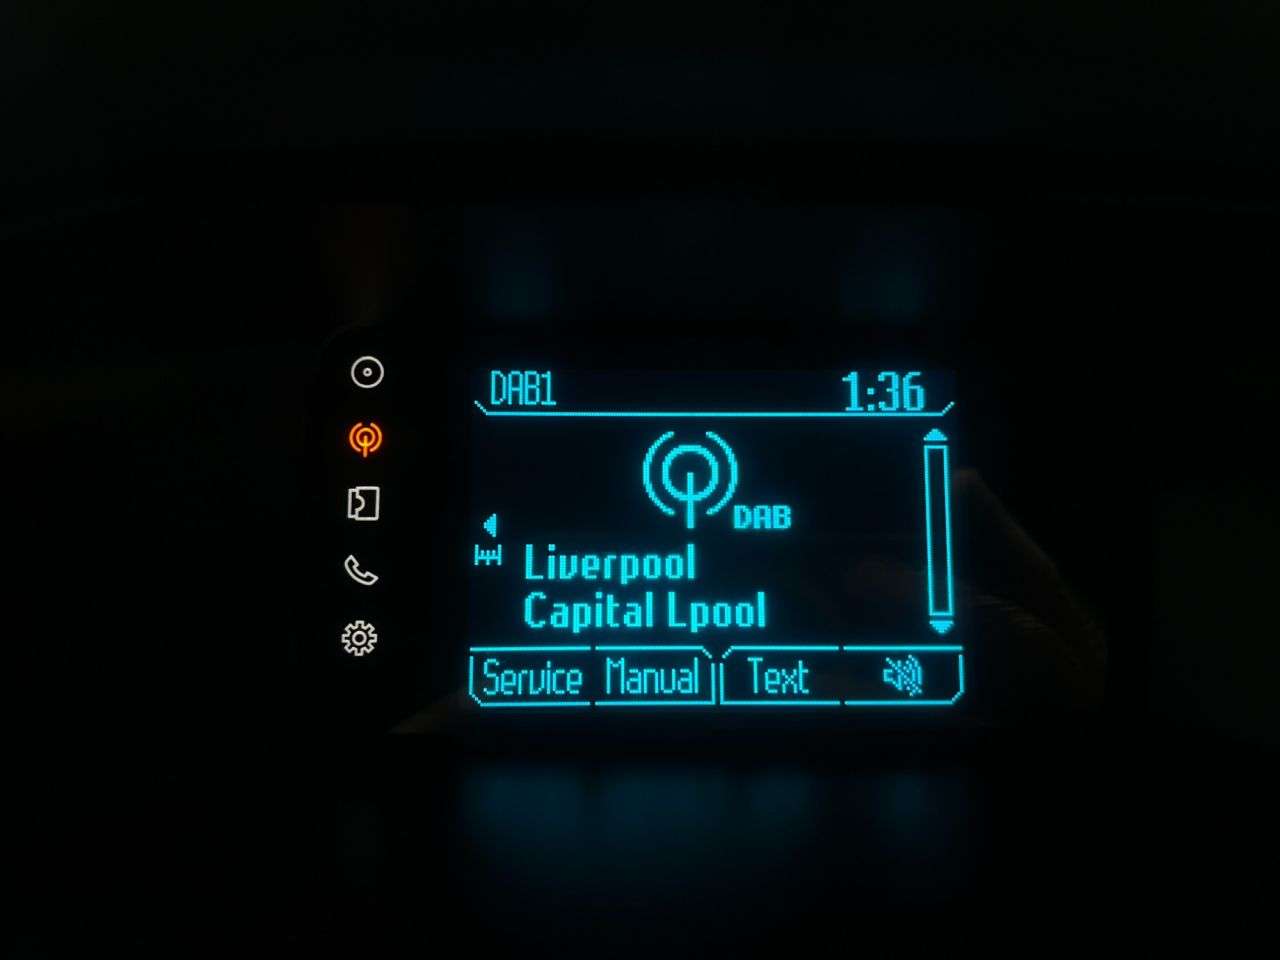 DAB1 1:36
DAB
Liverpool
Capital Lpool
Service Manual Text